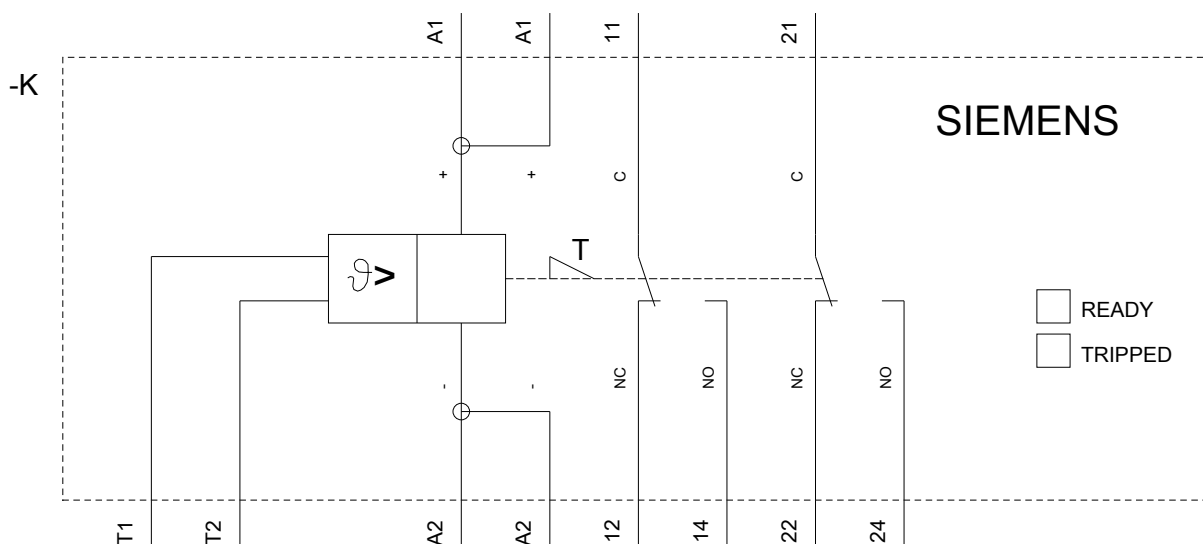 A1
A1
11
21
-K
SIEMENS
+
+
C
C
ϑ>
T
READY
TRIPPED
-
-
NC
NO
NC
NO
T1
T2
A2
A2
12
14
22
24